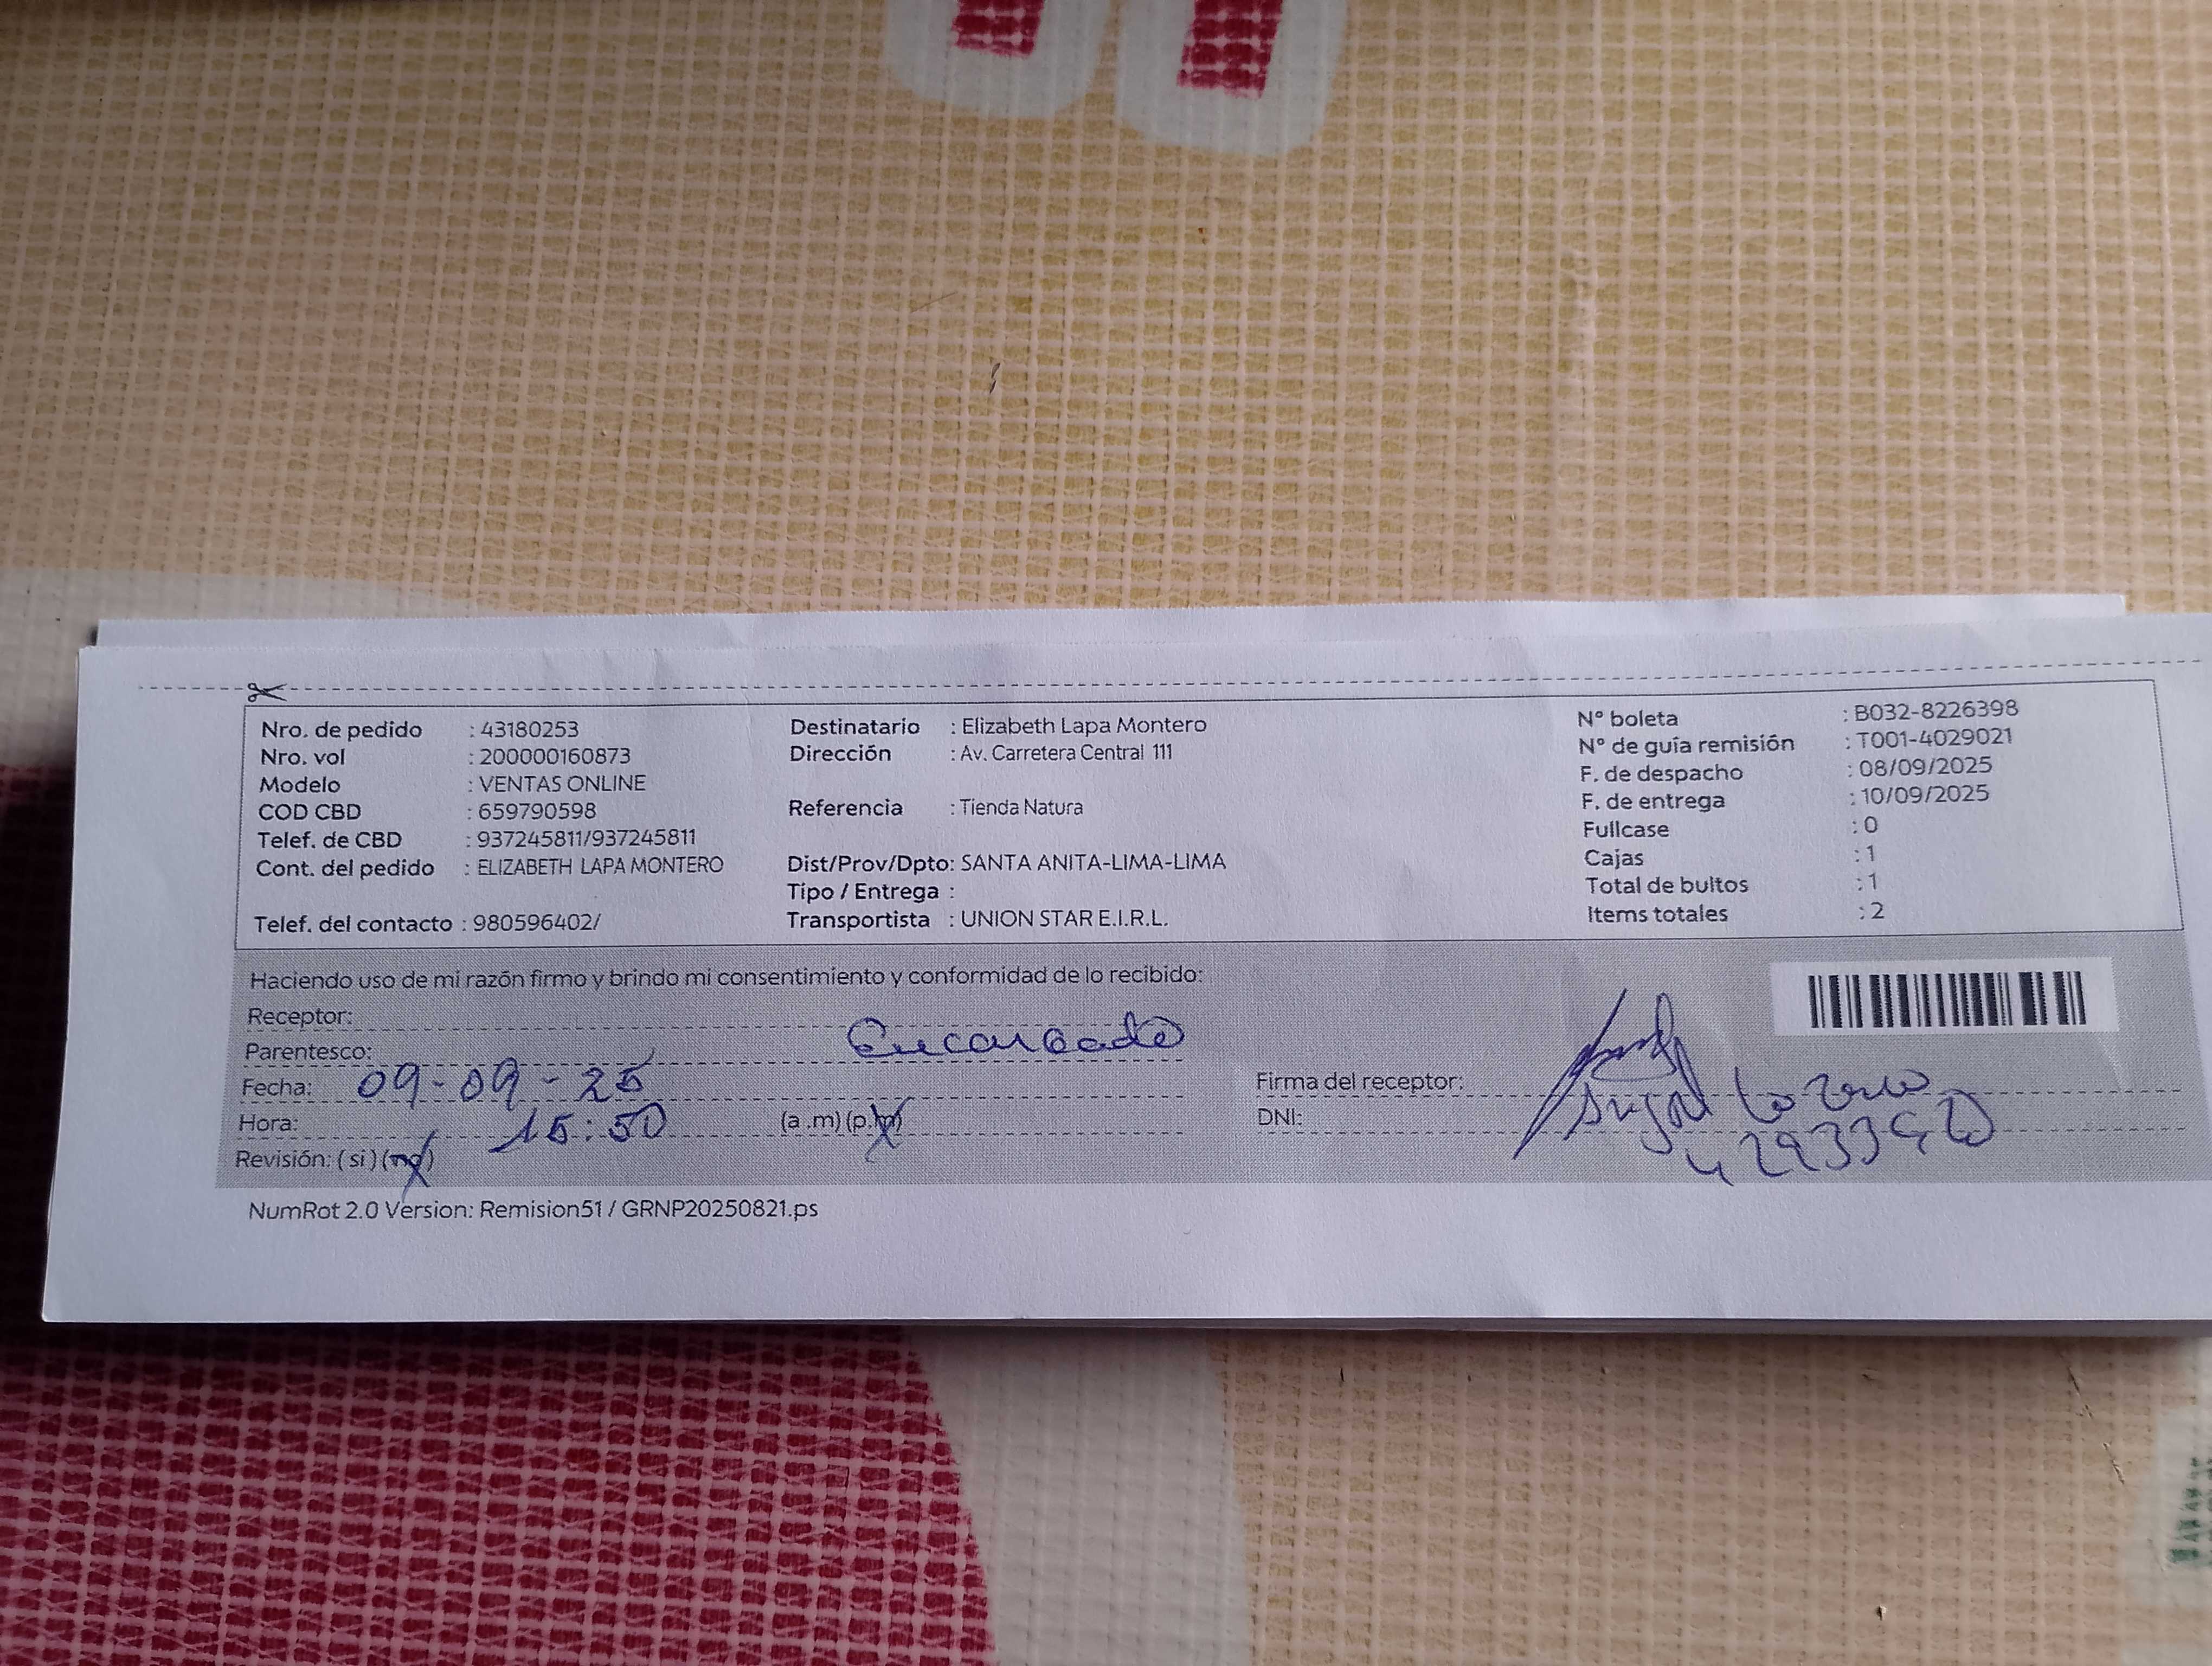 Nro. de pedido : 43180253
Nro. vol : 200000160873
Modelo : VENTAS ONLINE
COD CBD : 659790598
Telef. de CBD : 937245811/937245811
Cont. del pedido : ELIZABETH LAPA MONTERO
Telef. del contacto : 980596402/
Destinatario : Elizabeth Lapa Montero
Dirección : Av. Carretera Central 111
Referencia : Tienda Natura
Dist/Prov/Dpto: SANTA ANITA-LIMA-LIMA
Tipo / Entrega :
Transportista : UNION STAR E.I.R.L.
N° boleta : B032-8226398
N° de guía remisión : T001-4029021
F. de despacho : 08/09/2025
F. de entrega : 10/09/2025
Fullcase : 0
Cajas : 1
Total de bultos : 1
Items totales : 2
Haciendo uso de mi razón firmo y brindo mi consentimiento y conformidad de lo recibido:
Receptor:
Parentesco: Encargado
Fecha: 09-09-25
Hora: 15:50 (a.m) (p.m)
Revisión: (si) (no)
Firma del receptor:
DNI:
NumRot 2.0 Version: Remision51 / GRNP20250821.ps